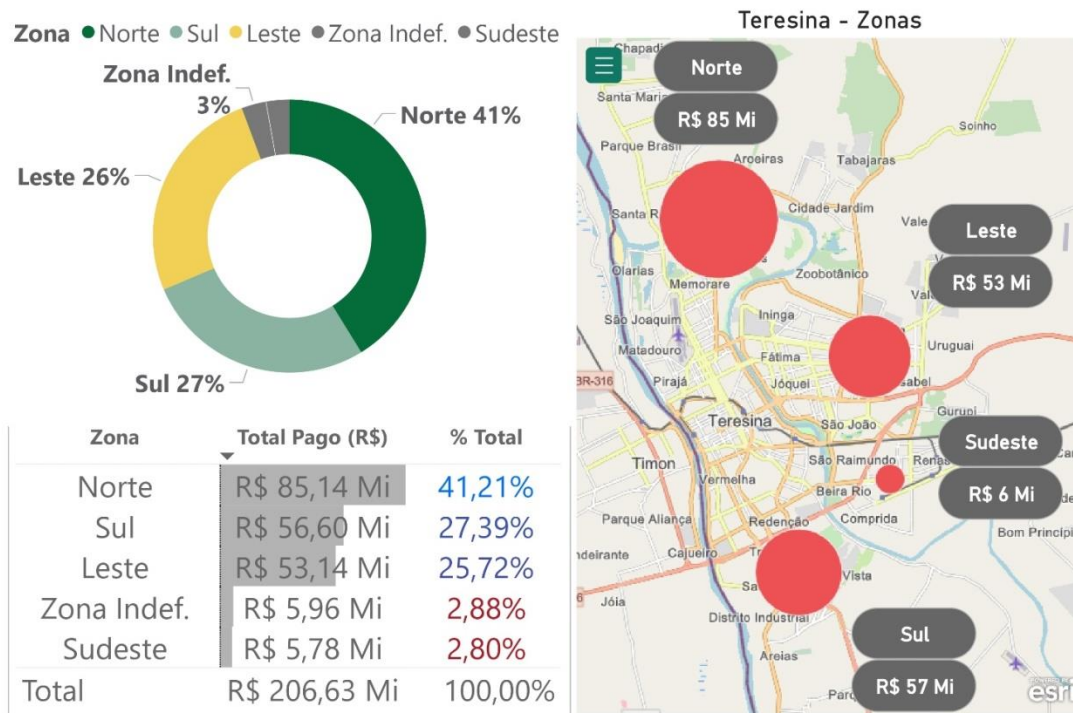 Zona Norte Sul Leste Zona Indef. Sudeste
Zona Indef.
3%
Norte 41%
Leste 26%
Sul 27%
Zona Total Pago (R$) % Total
Norte R$ 85,14 Mi 41,21%
Sul R$ 56,60 Mi 27,39%
Leste R$ 53,14 Mi 25,72%
Zona Indef. R$ 5,96 Mi 2,88%
Sudeste R$ 5,78 Mi 2,80%
Total R$ 206,63 Mi 100,00%
Teresina - Zonas
Chapadi
Norte
Santa Maria
R$ 85 Mi
Soinho
Parque Brasil
Aroeiras
Tabajaras
Santa R
Cidade Jardim
Vale
Leste
Olarias
Zoobotânico
R$ 53 Mi
Memorare
Vale
São Joaquim
Ininga
Matadouro
Fátima
Uruguai
BR-316
Pirajá
Jóquei
abel
Teresina
São João
Gurupi
Sudeste
Timon
São Raimundo
Renas
Vermelha
Beira Rio
R$ 6 Mi
Parque Aliança
Redenção
Comprida
Bom Princípi
indeirante
Cajueiro
Vista
Jóia
Distrito Industrial
Sul
Areias
R$ 57 Mi
Parq
esri